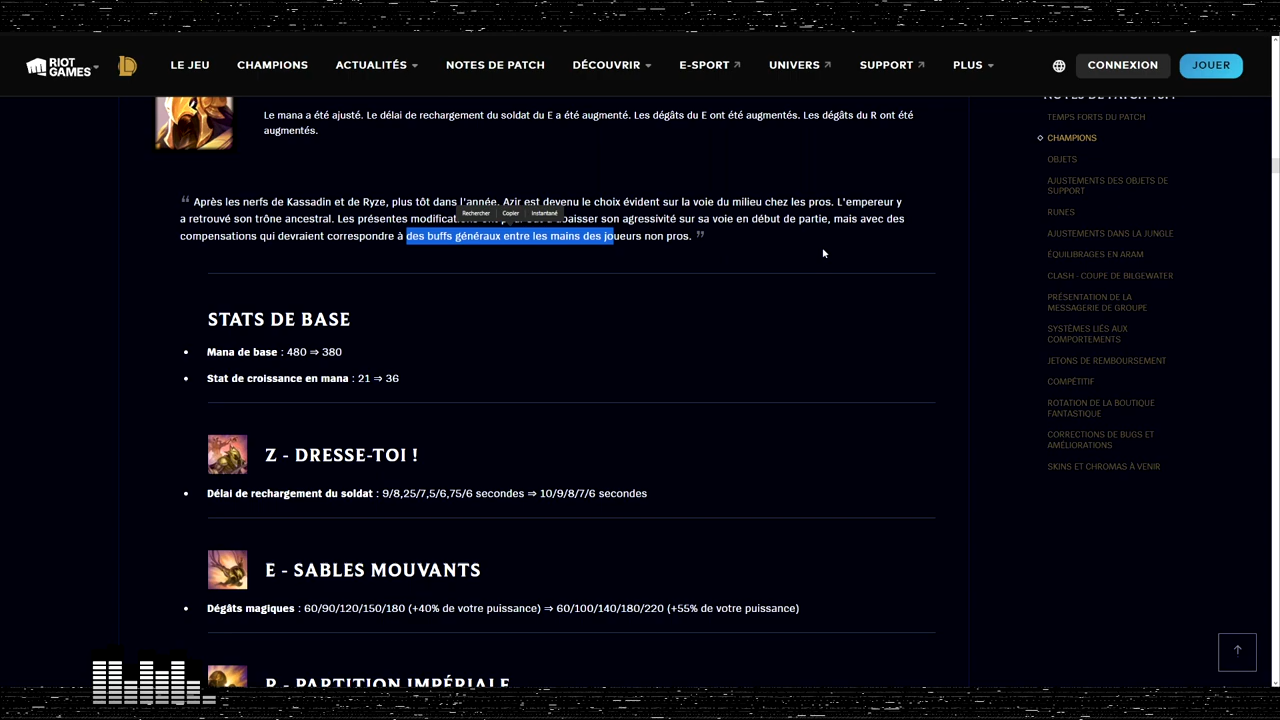 RIOT GAMES
LE JEU
CHAMPIONS
ACTUALITÉS
NOTES DE PATCH
DÉCOUVRIR
E-SPORT
UNIVERS
SUPPORT
PLUS
CONNEXION
JOUER
Le mana a été ajusté. Le délai de rechargement du soldat du E a été augmenté. Les dégâts du E ont été augmentés. Les dégâts du R ont été
augmentés.
“ Après les nerfs de Kassadin et de Ryze, plus tôt dans l'année, Azir est devenu le choix évident sur la voie du milieu chez les pros. L'empereur y
Rechercher
Copier
Instantané
a retrouvé son trône ancestral. Les présentes abaisser son agressivité sur sa voie en début de partie, mais avec des
compensations qui devraient correspondre à des buffs généraux entre les mains des joueurs non pros. ”
STATS DE BASE
• Mana de base : 480 ⇒ 380
• Stat de croissance en mana : 21 ⇒ 36
Z - DRESSE-TOI !
• Délai de rechargement du soldat : 9/8,25/7,5/6,75/6 secondes ⇒ 10/9/8/7/6 secondes
E - SABLES MOUVANTS
• Dégâts magiques : 60/90/120/150/180 (+40% de votre puissance) ⇒ 60/100/140/180/220 (+55% de votre puissance)
R - PARTITION IMPÉRIALE
NOTES DE PATCH
TEMPS FORTS DU PATCH
CHAMPIONS
OBJETS
AJUSTEMENTS DES OBJETS DE
SUPPORT
RUNES
AJUSTEMENTS DANS LA JUNGLE
ÉQUILIBRAGES EN ARAM
CLASH - COUPE DE BILGEWATER
PRÉSENTATION DE LA
MESSAGERIE DE GROUPE
SYSTÈMES LIÉS AUX
COMPORTEMENTS
JETONS DE REMBOURSEMENT
COMPÉTITIF
ROTATION DE LA BOUTIQUE
FANTASTIQUE
CORRECTIONS DE BUGS ET
AMÉLIORATIONS
SKINS ET CHROMAS À VENIR